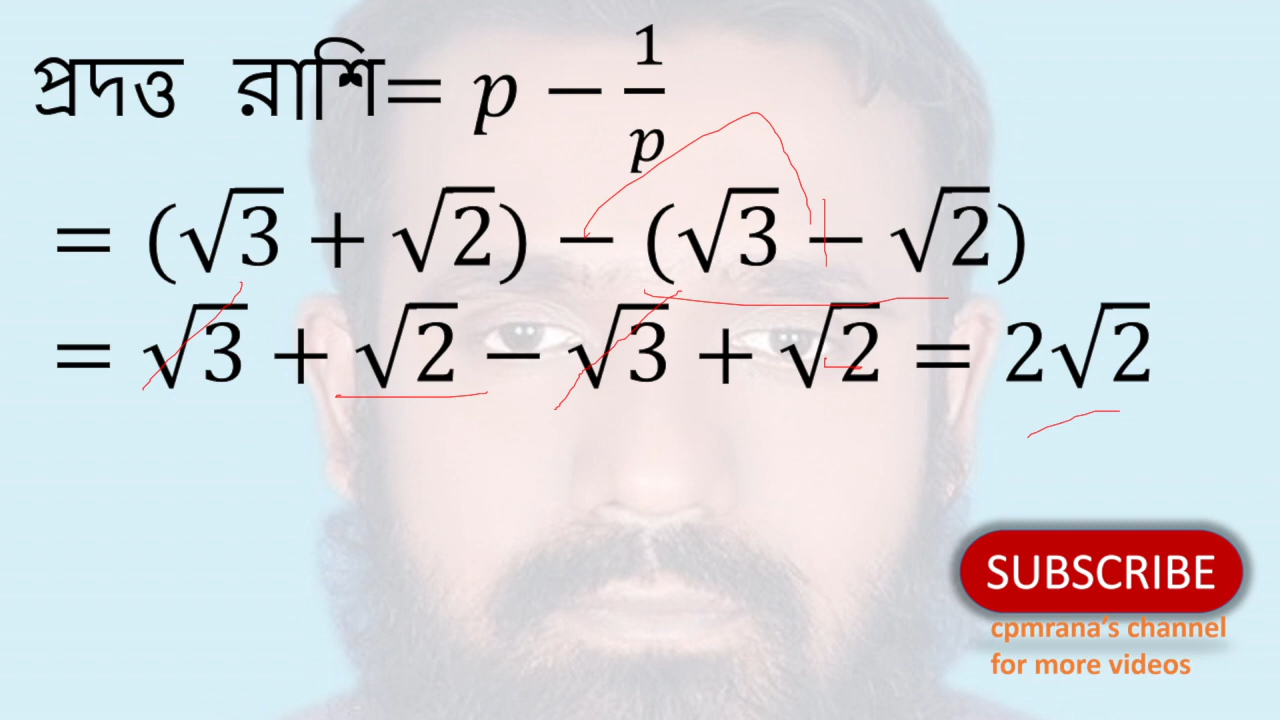 প্রদত্ত রাশি= p − 1/p
= (√3 + √2) − (√3 − √2)
= √3 + √2 − √3 + √2 = 2√2
SUBSCRIBE
cpmrana's channel
for more videos